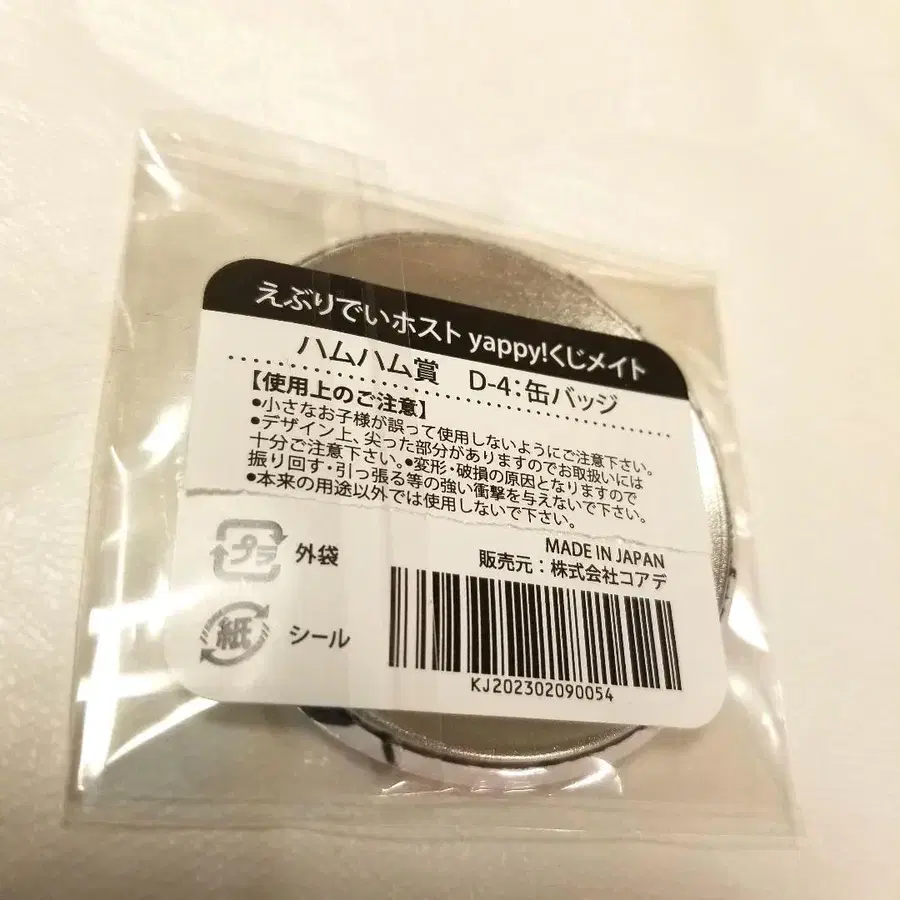 えぶりでいホスト yappy!くじメイト
ハムハム賞 D-4:缶バッジ
【使用上のご注意】
●小さなお子様が誤って使用しないようにご注意下さい。
●デザイン上、尖った部分がありますのでお取扱いには
十分ご注意下さい。●変形・破損の原因となりますので
振り回す・引っ張る等の強い衝撃を与えないで下さい。
●本来の用途以外では使用しないで下さい。
MADE IN JAPAN
販売元:株式会社コアデ
プラ 外袋
紙 シール
KJ202302090054